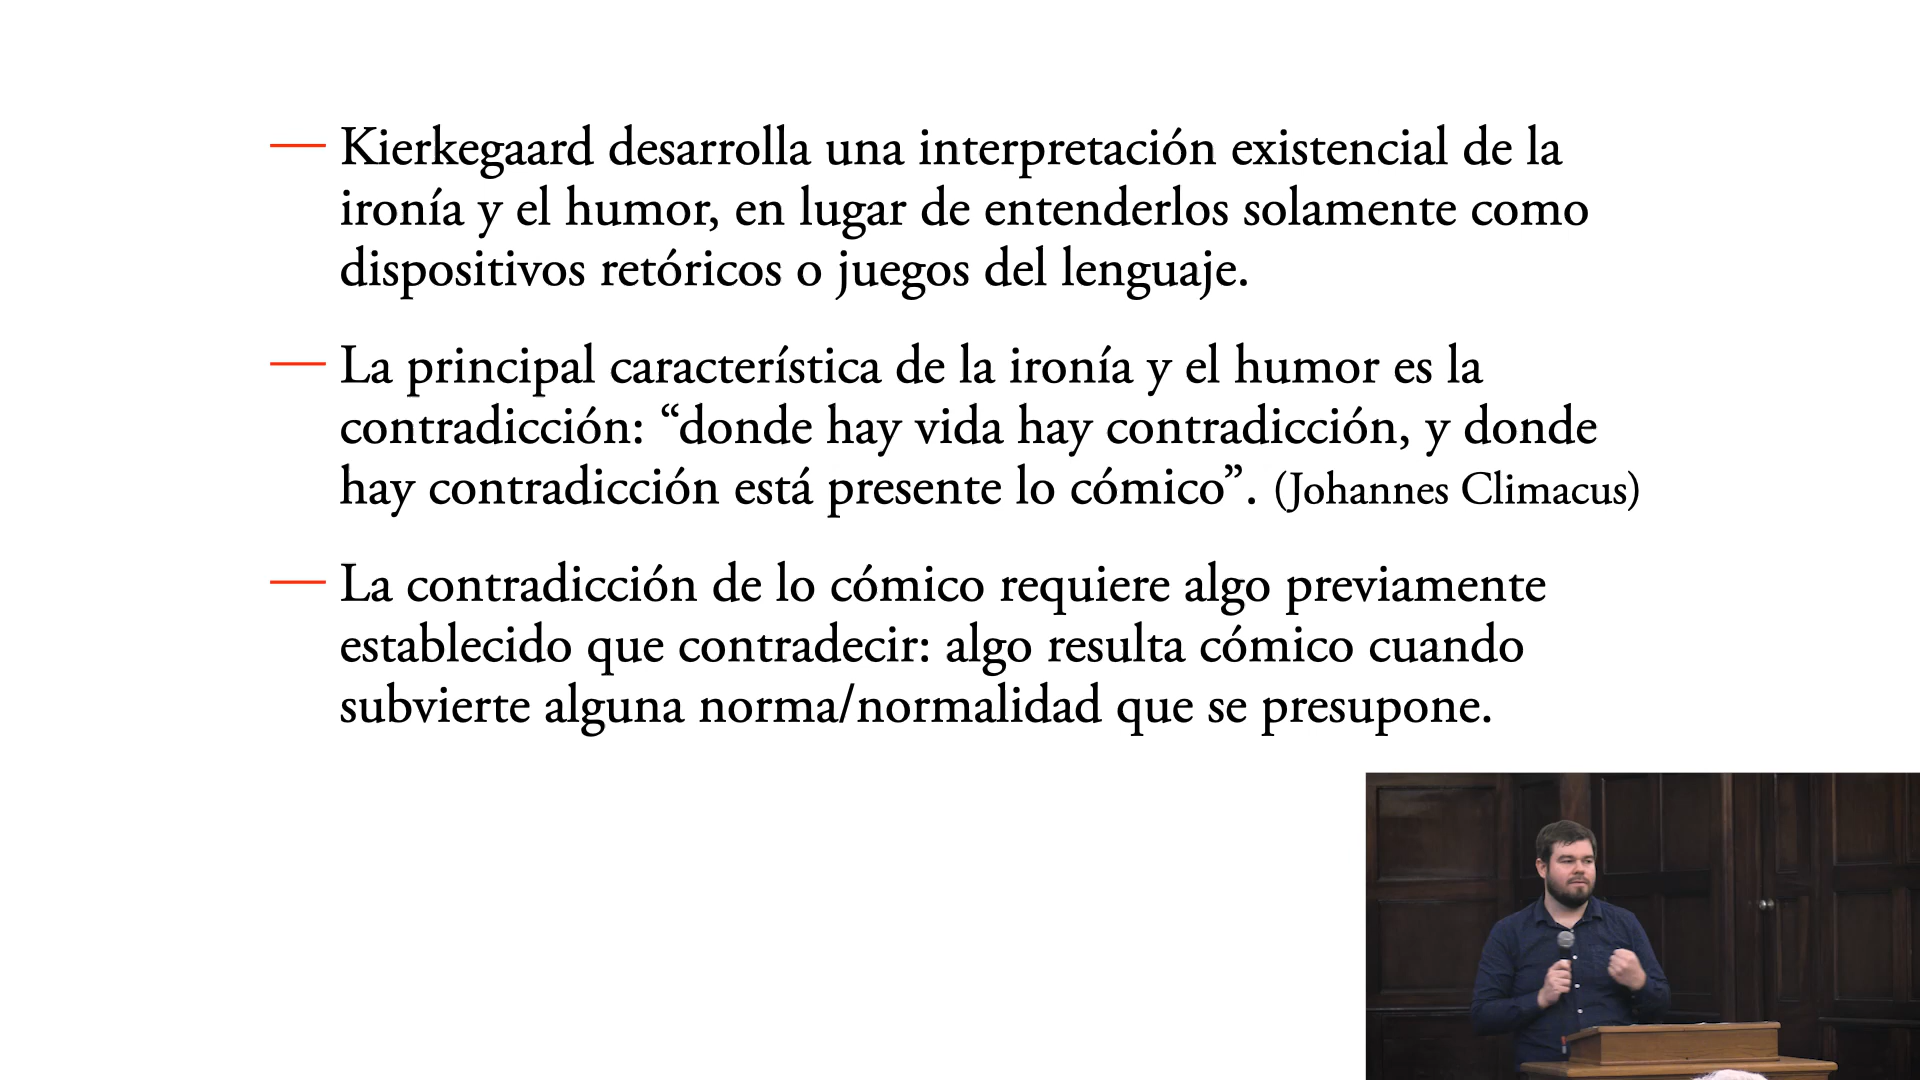 — Kierkegaard desarrolla una interpretación existencial de la
ironía y el humor, en lugar de entenderlos solamente como
dispositivos retóricos o juegos del lenguaje.
— La principal característica de la ironía y el humor es la
contradicción: “donde hay vida hay contradicción, y donde
hay contradicción está presente lo cómico”. (Johannes Climacus)
— La contradicción de lo cómico requiere algo previamente
establecido que contradecir: algo resulta cómico cuando
subvierte alguna norma/normalidad que se presupone.